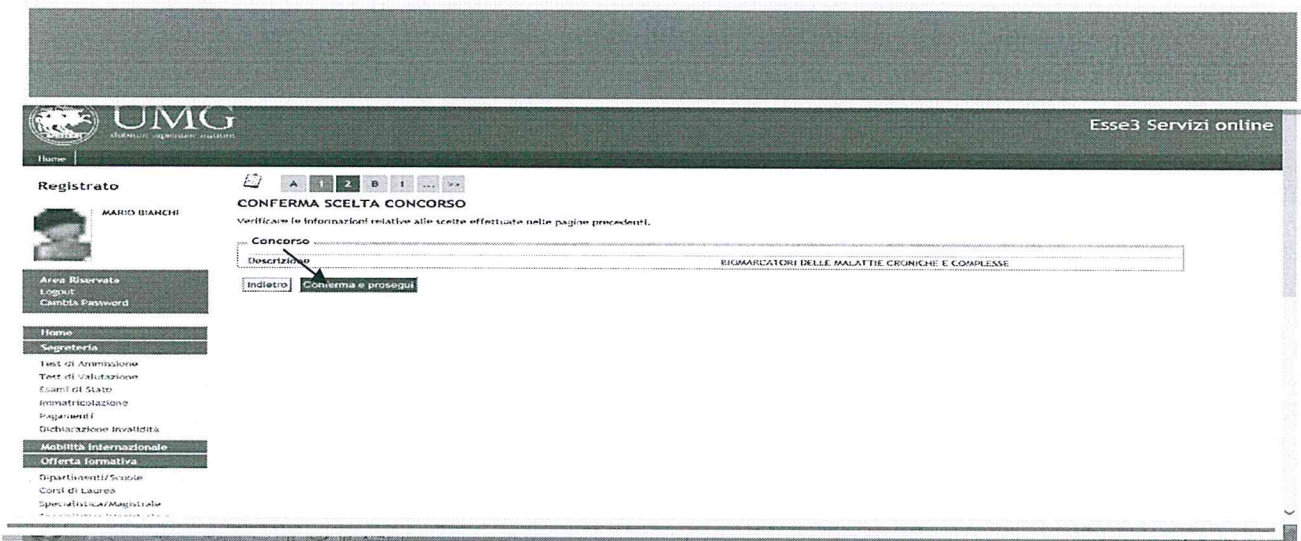 UMG
Esse3 Servizi online
Home
Registrato
MARIO BIANCHI
A 1 2 B 1 ... >>
CONFERMA SCELTA CONCORSO
Verificare le informazioni relative alle scelte effettuate nelle pagine precedenti.
Concorso
Descrizione BIOMARCATORI DELLE MALATTIE CRONICHE E COMPLESSE
Indietro Conferma e prosegui
Area Riservata
Logout
Cambia Password
Home
Segreteria
Test di Ammissione
Test di Valutazione
Esami di Stato
Immatricolazione
Pagamenti
Dichiarazione Invalidità
Mobilità Internazionale
Offerta formativa
Dipartimenti/Scuole
Corsi di Laurea
Specialistica/Magistrale